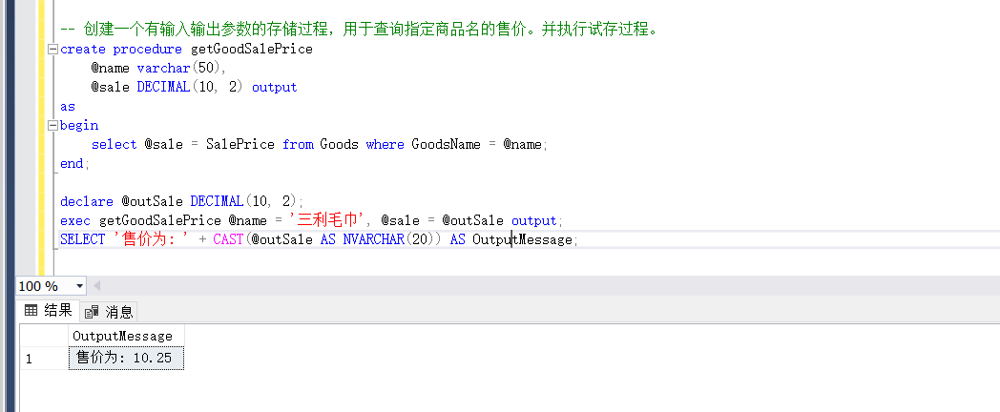 -- 创建一个有输入输出参数的存储过程，用于查询指定商品名的售价。并执行试存过程。
create procedure getGoodSalePrice
@name varchar(50),
@sale DECIMAL(10, 2) output
as
begin
select @sale = SalePrice from Goods where GoodsName = @name;
end;
declare @outSale DECIMAL(10, 2);
exec getGoodSalePrice @name = '三利毛巾', @sale = @outSale output;
SELECT '售价为: ' + CAST(@outSale AS NVARCHAR(20)) AS OutputMessage;
100 %
结果 消息
OutputMessage
1 售价为: 10.25